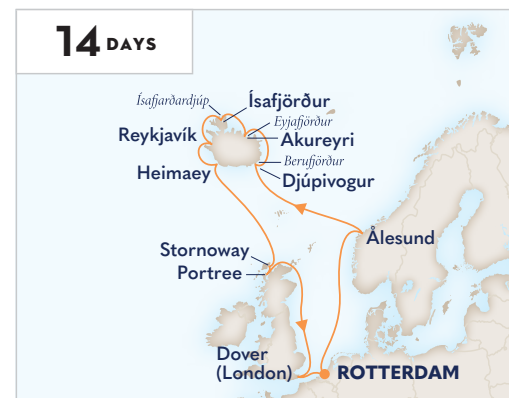 14 DAYS
Ísafjarðardjúp
Ísafjörður
Eyjafjörður
Reykjavík
Akureyri
Berufjörður
Heimaey
Djúpivogur
Ålesund
Stornoway
Portree
Dover
(London)
ROTTERDAM